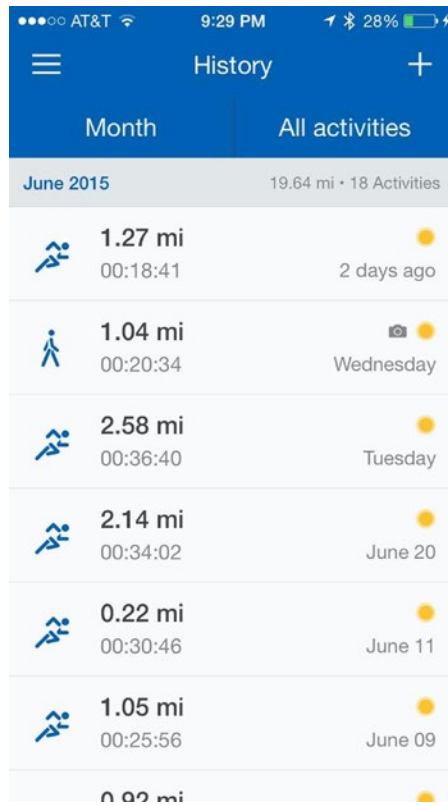 AT&T 9:29 PM 28%
History
Month All activities
June 2015 19.64 mi • 18 Activities
1.27 mi
00:18:41 2 days ago
1.04 mi
00:20:34 Wednesday
2.58 mi
00:36:40 Tuesday
2.14 mi
00:34:02 June 20
0.22 mi
00:30:46 June 11
1.05 mi
00:25:56 June 09
0.92 mi